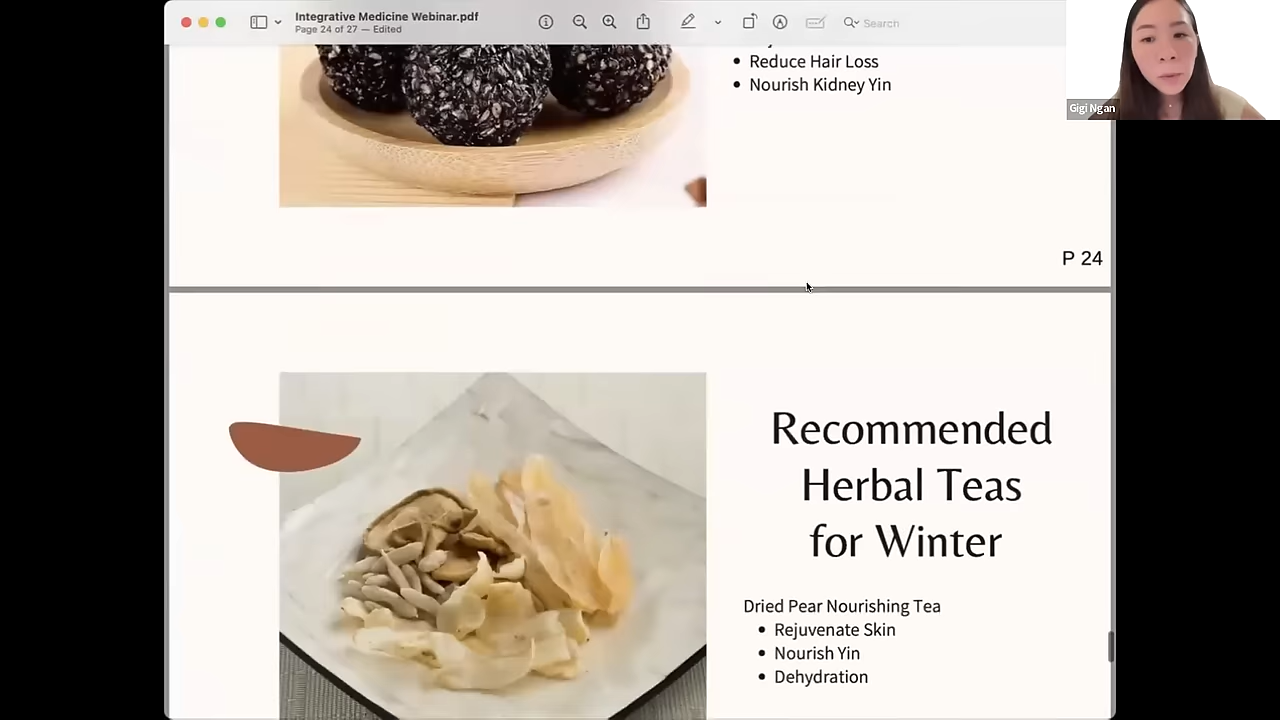 Integrative Medicine Webinar.pdf
Page 24 of 27 — Edited
Search
Gigi Ngan
Reduce Hair Loss
Nourish Kidney Yin
P 24
Recommended
Herbal Teas
for Winter
Dried Pear Nourishing Tea
Rejuvenate Skin
Nourish Yin
Dehydration